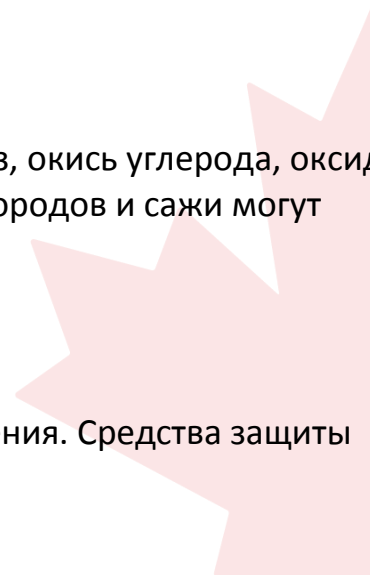 з, окись углерода, оксид
ородов и сажи могут
ния. Средства защиты